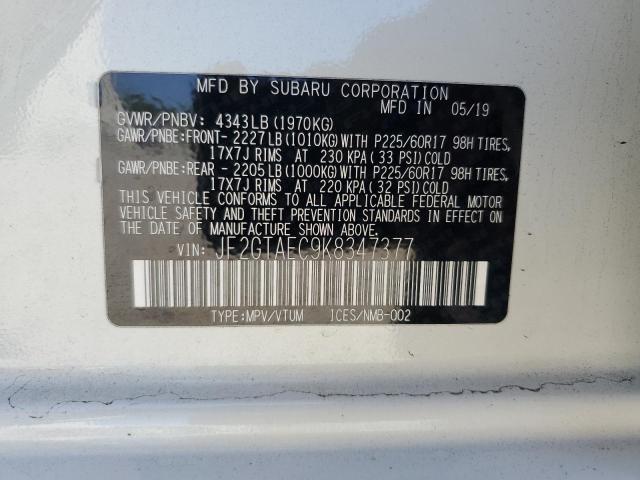 MFD BY SUBARU CORPORATION
MFD IN 05/19
GVWR/PNBV: 4343LB(1970KG)
GAWR/PNBE:FRONT- 2227LB(1010KG)WITH P225/60R17 98H TIRES,
17X7J RIMS AT 230 KPA(33 PSI)COLD
GAWR/PNBE:REAR - 2205LB(1000KG)WITH P225/60R17 98H TIRES,
17X7J RIMS AT 220 KPA(32 PSI)COLD
THIS VEHICLE CONFORMS TO ALL APPLICABLE FEDERAL MOTOR
VEHICLE SAFETY AND THEFT PREVENTION STANDARDS IN EFFECT ON
THE DATE OF MANUFACTURE SHOWN ABOVE.
VIN: JF2GTAEC9K8347377
TYPE:MPV/VTUM ICES/NMB-002